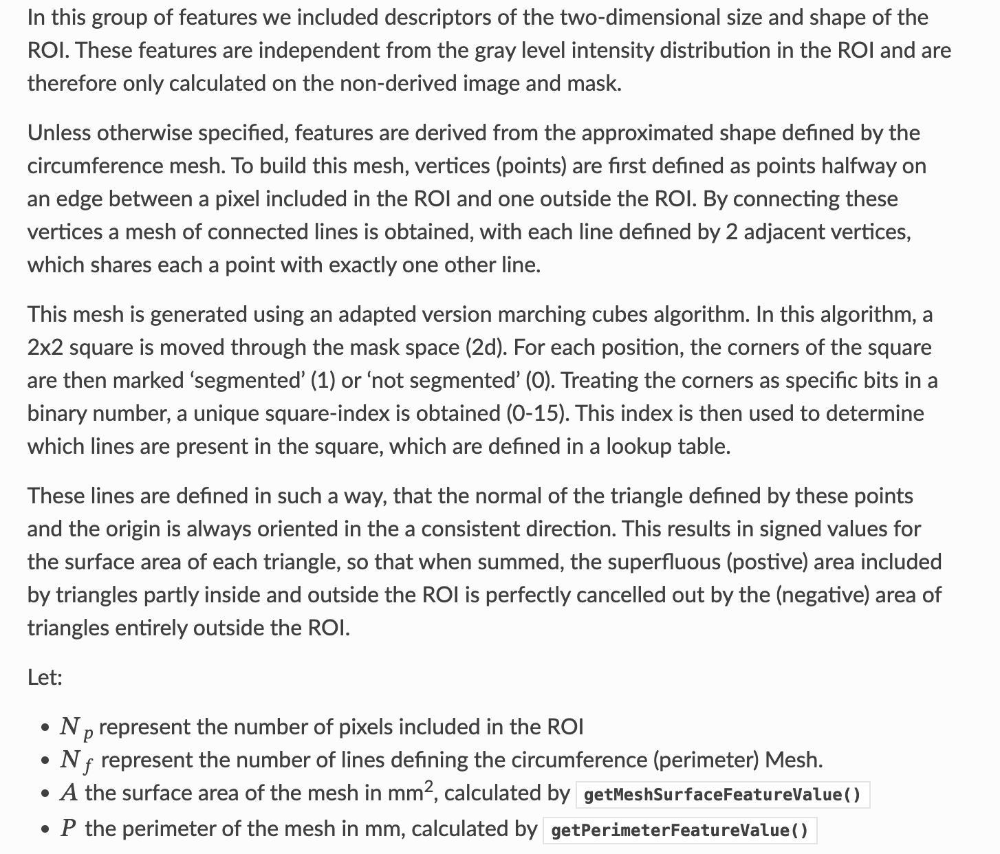 In this group of features we included descriptors of the two-dimensional size and shape of the
ROI. These features are independent from the gray level intensity distribution in the ROI and are
therefore only calculated on the non-derived image and mask.
Unless otherwise specified, features are derived from the approximated shape defined by the
circumference mesh. To build this mesh, vertices (points) are first defined as points halfway on
an edge between a pixel included in the ROI and one outside the ROI. By connecting these
vertices a mesh of connected lines is obtained, with each line defined by 2 adjacent vertices,
which shares each a point with exactly one other line.
This mesh is generated using an adapted version marching cubes algorithm. In this algorithm, a
2x2 square is moved through the mask space (2d). For each position, the corners of the square
are then marked ‘segmented’ (1) or ‘not segmented’ (0). Treating the corners as specific bits in a
binary number, a unique square-index is obtained (0-15). This index is then used to determine
which lines are present in the square, which are defined in a lookup table.
These lines are defined in such a way, that the normal of the triangle defined by these points
and the origin is always oriented in the a consistent direction. This results in signed values for
the surface area of each triangle, so that when summed, the superfluous (postive) area included
by triangles partly inside and outside the ROI is perfectly cancelled out by the (negative) area of
triangles entirely outside the ROI.
Let:
• N_p represent the number of pixels included in the ROI
• N_f represent the number of lines defining the circumference (perimeter) Mesh.
• A the surface area of the mesh in mm², calculated by getMeshSurfaceFeatureValue()
• P the perimeter of the mesh in mm, calculated by getPerimeterFeatureValue()